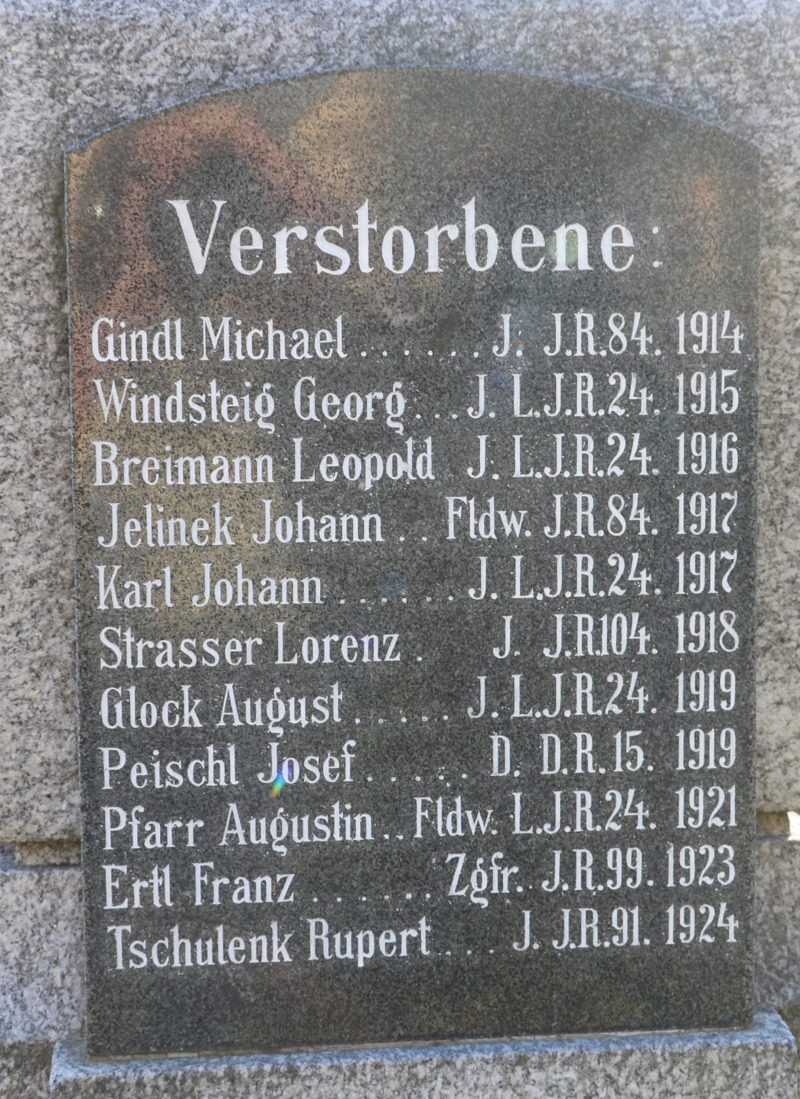 Verstorbene:
Gindl Michael ...... J. J.R.84. 1914
Windsteig Georg ... J. L.J.R.24. 1915
Breimann Leopold J. L.J.R.24. 1916
Jelinek Johann .. Fldw. J.R.84. 1917
Karl Johann ...... J. L.J.R.24. 1917
Strasser Lorenz . J. J.R.104. 1918
Glock August ..... J. L.J.R.24. 1919
Peischl Josef ..... D. D.R.15. 1919
Pfarr Augustin .. Fldw. L.J.R.24. 1921
Ertl Franz ...... Zgfr. J.R.99. 1923
Tschulenk Rupert ... J. J.R.91. 1924